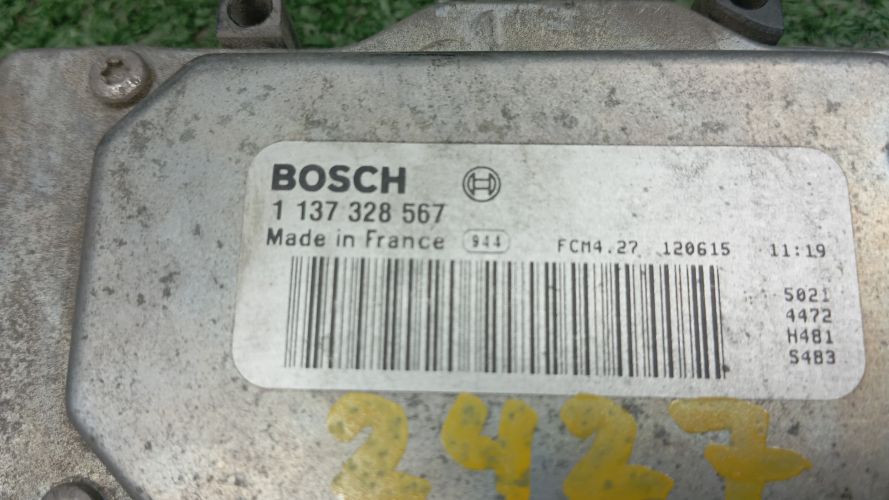 BOSCH
1 137 328 567
Made in France 944 FCM4.27 120615 11:19
5021
4472
H481
S483
2427